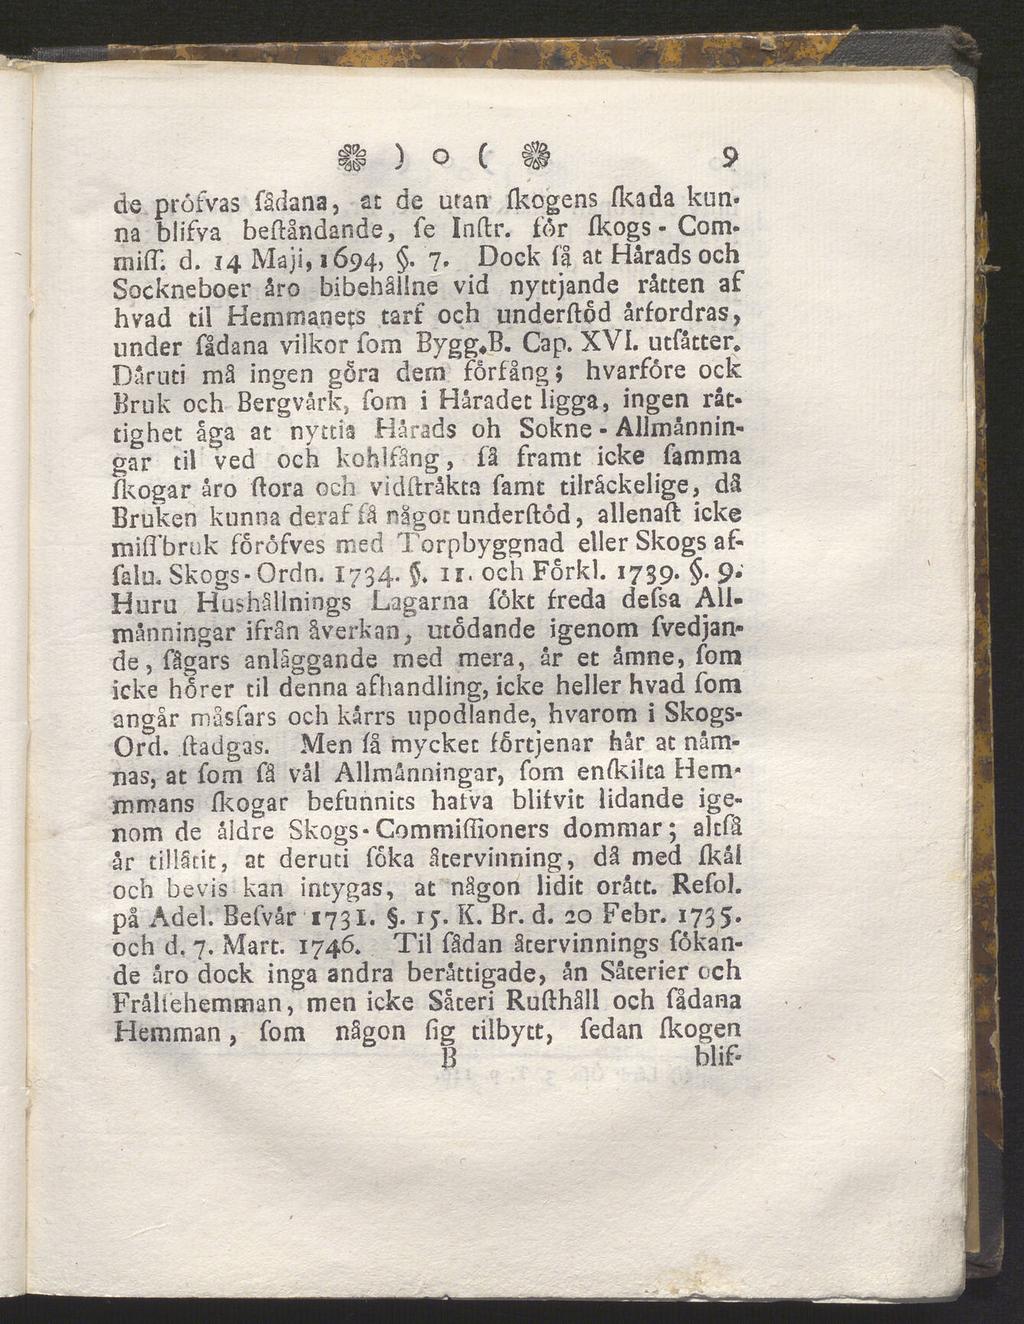 ❁ ) o ( ❁ 9
de pröfvas ſådana, at de utan ſkogens ſkada kun-
na blifva beſtåndande, ſe Inſtr. för ſkogs - Com-
miſſ. d. 14 Maji, 1694, §. 7. Dock ſå at Härads och
Sockneboer äro bibehållne vid nyttjande rätten af
hvad til Hemmanets tarf och underſtöd ärfordras,
under ſådana vilkor ſom Bygg.B. Cap. XVI. utſätter.
Däruti må ingen göra dem förfång; hvarföre ock
Bruk och Bergvärk, ſom i Häradet ligga, ingen rät-
tighet äga at nyttia Härads oh Sokne - Allmännin-
gar til ved och kohlfång, ſå framt icke ſamma
ſkogar äro ſtora och vidſträkta ſamt tilräckelige, då
Bruken kunna deraf få något underſtöd, allenaſt icke
miſſbruk föröfves med Torpbyggnad eller Skogs af-
ſalu. Skogs-Ordn. 1734. §. 11. och Förkl. 1739. §. 9.
Huru Hushållnings Lagarna ſökt freda deſsa All-
männingar ifrån åverkan, utödande igenom ſvedjan-
de, ſågars anläggande med mera, är et ämne, ſom
icke hörer til denna afhandling, icke heller hvad ſom
angår måsſars och kärrs upodlande, hvarom i Skogs-
Ord. ſtadgas. Men ſå mycket förtjenar här at näm-
nas, at ſom ſå väl Allmänningar, ſom enſkilta Hem-
mmans ſkogar befunnits hafva blifvit lidande ige-
nom de äldre Skogs-Commiſſioners dommar; altſå
är tillåtit, at deruti ſöka återvinning, då med ſkäl
och bevis kan intygas, at någon lidit orätt. Reſol.
på Adel. Beſvär 1731. §. 15. K. Br. d. 20 Febr. 1735.
och d. 7. Mart. 1746. Til ſådan återvinnings ſökan-
de äro dock inga andra berättigade, än Säterier och
Frälſehemman, men icke Säteri Ruſthåll och ſådana
Hemman, ſom någon ſig tilbytt, ſedan ſkogen
B blif-